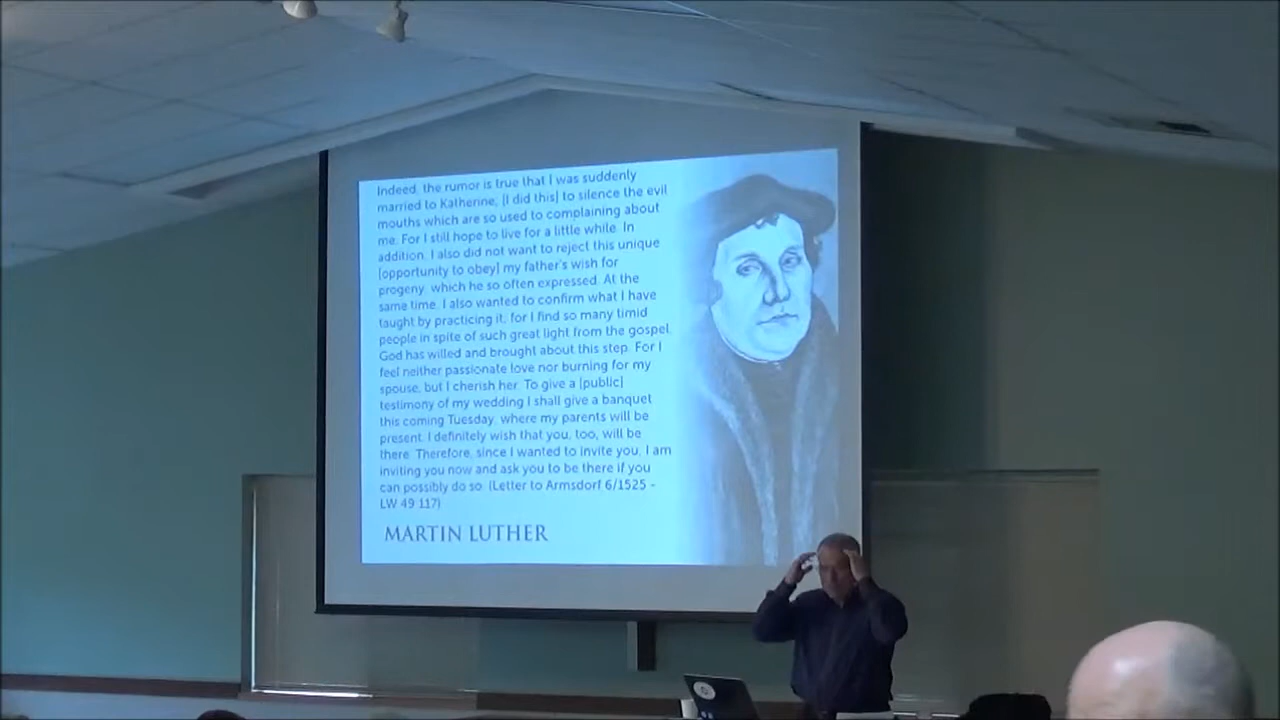 Indeed, the rumor is true that I was suddenly
married to Katherine, [I did this] to silence the evil
mouths which are so used to complaining about
me. For I still hope to live for a little while. In
addition, I also did not want to reject this unique
[opportunity to obey] my father's wish for
progeny, which he so often expressed. At the
same time, I also wanted to confirm what I have
taught by practicing it; for I find so many timid
people in spite of such great light from the gospel.
God has willed and brought about this step. For I
feel neither passionate love nor burning for my
spouse, but I cherish her. To give a [public]
testimony of my wedding I shall give a banquet
this coming Tuesday, where my parents will be
present. I definitely wish that you, too, will be
there. Therefore, since I wanted to invite you, I am
inviting you now and ask you to be there if you
can possibly do so. (Letter to Armsdorf 6/1525 -
LW 49 117)
MARTIN LUTHER